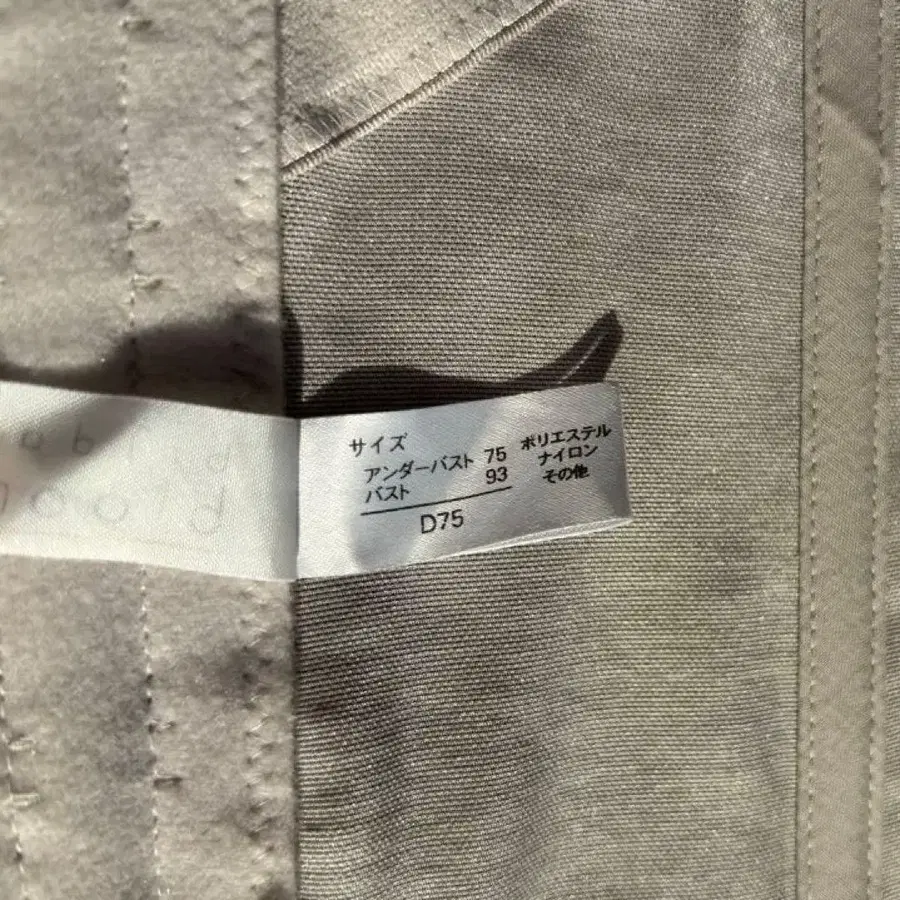 サイズ
アンダーバスト 75
バスト 93
D75
ポリエステル
ナイロン
その他